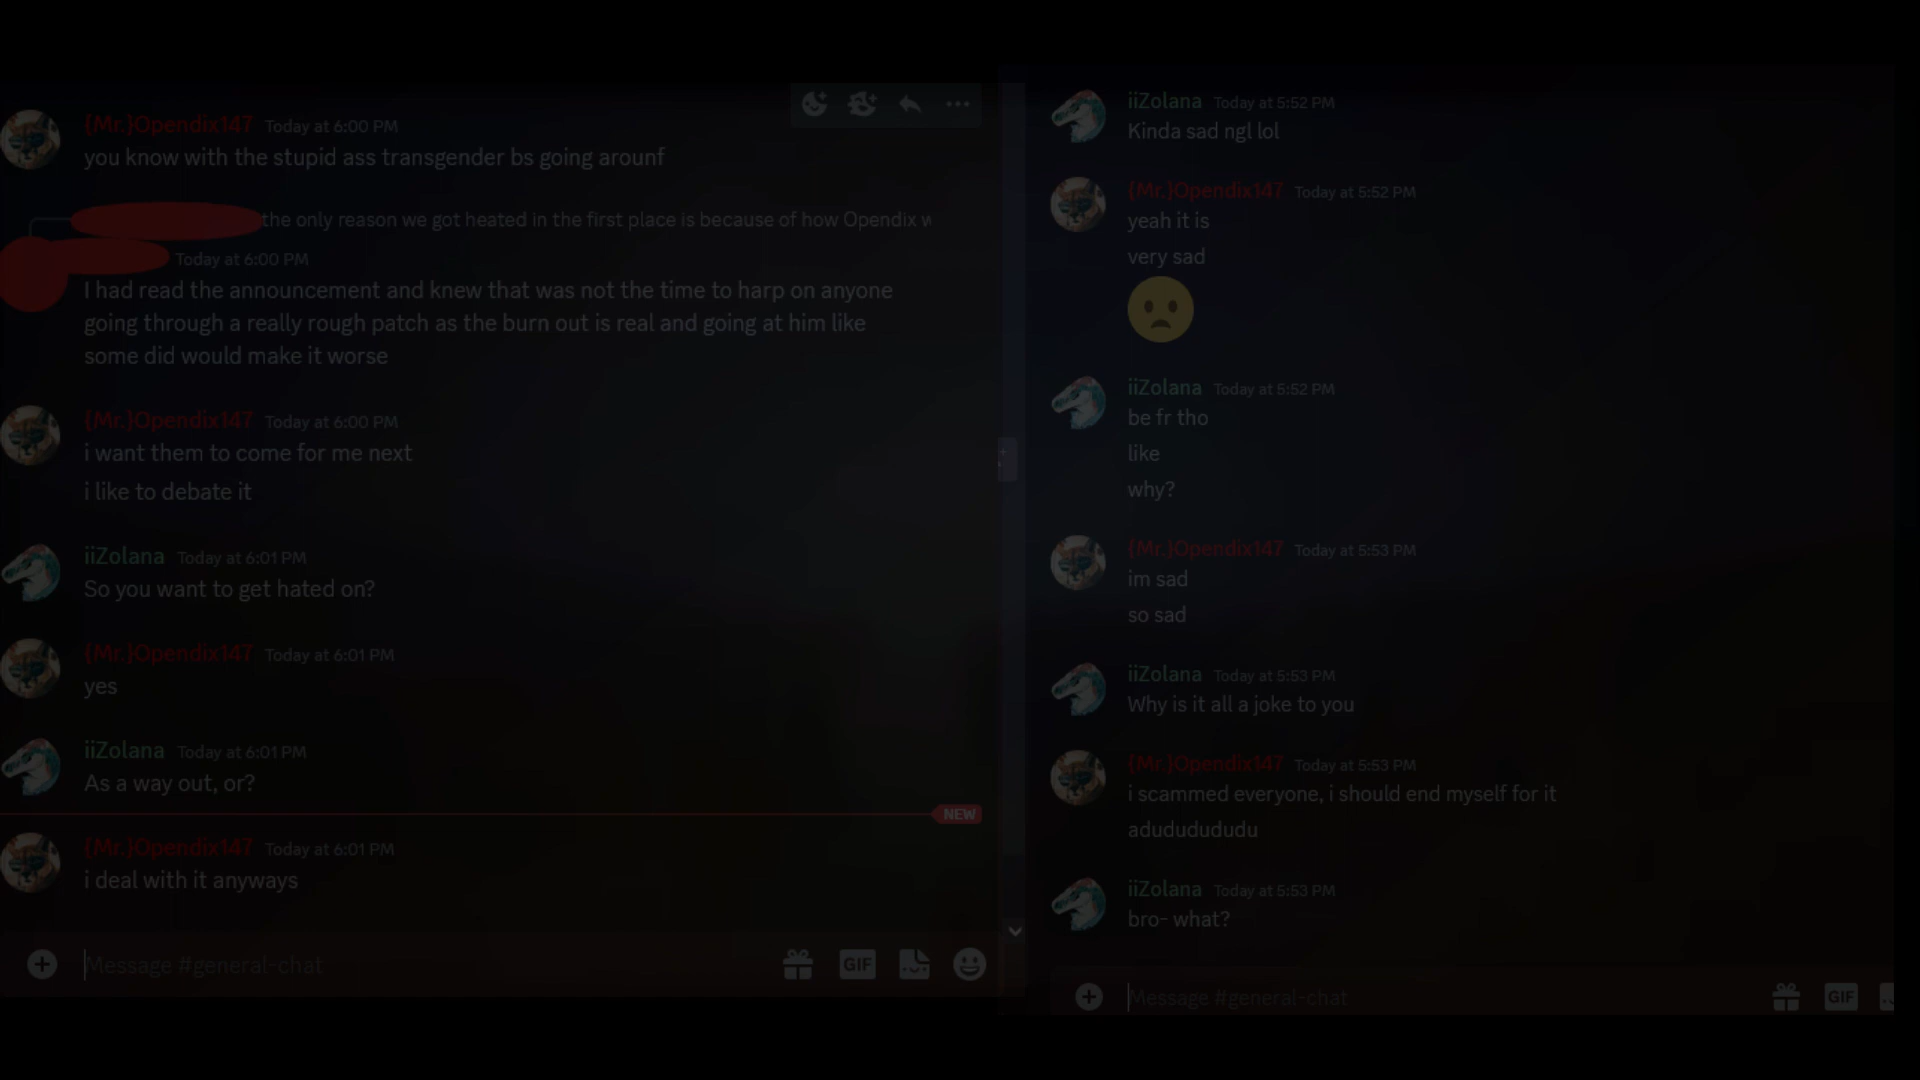 {Mr.}Opendix147 Today at 6:00 PM
you know with the stupid ass transgender bs going arounf
the only reason we got heated in the first place is because of how Opendix w
Today at 6:00 PM
I had read the announcement and knew that was not the time to harp on anyone
going through a really rough patch as the burn out is real and going at him like
some did would make it worse
{Mr.}Opendix147 Today at 6:00 PM
i want them to come for me next
i like to debate it
iiZolana Today at 6:01 PM
So you want to get hated on?
{Mr.}Opendix147 Today at 6:01 PM
yes
iiZolana Today at 6:01 PM
As a way out, or?
NEW
{Mr.}Opendix147 Today at 6:01 PM
i deal with it anyways
Message #general-chat
GIF
iiZolana Today at 5:52 PM
Kinda sad ngl lol
{Mr.}Opendix147 Today at 5:52 PM
yeah it is
very sad
iiZolana Today at 5:52 PM
be fr tho
like
why?
{Mr.}Opendix147 Today at 5:53 PM
im sad
so sad
iiZolana Today at 5:53 PM
Why is it all a joke to you
{Mr.}Opendix147 Today at 5:53 PM
i scammed everyone, i should end myself for it
adudududududu
iiZolana Today at 5:53 PM
bro- what?
Message #general-chat
GIF